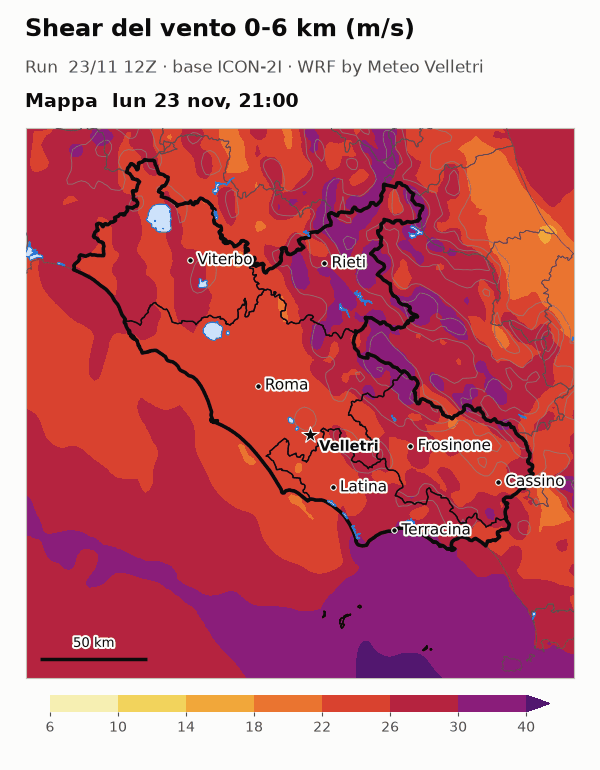 Shear del vento 0-6 km (m/s)
Run  23/11 12Z · base ICON-2I · WRF by Meteo Velletri
Mappa  lun 23 nov, 21:00
Viterbo
Rieti
Roma
Velletri
Frosinone
Latina
Cassino
Terracina
50 km
6 10 14 18 22 26 30 40